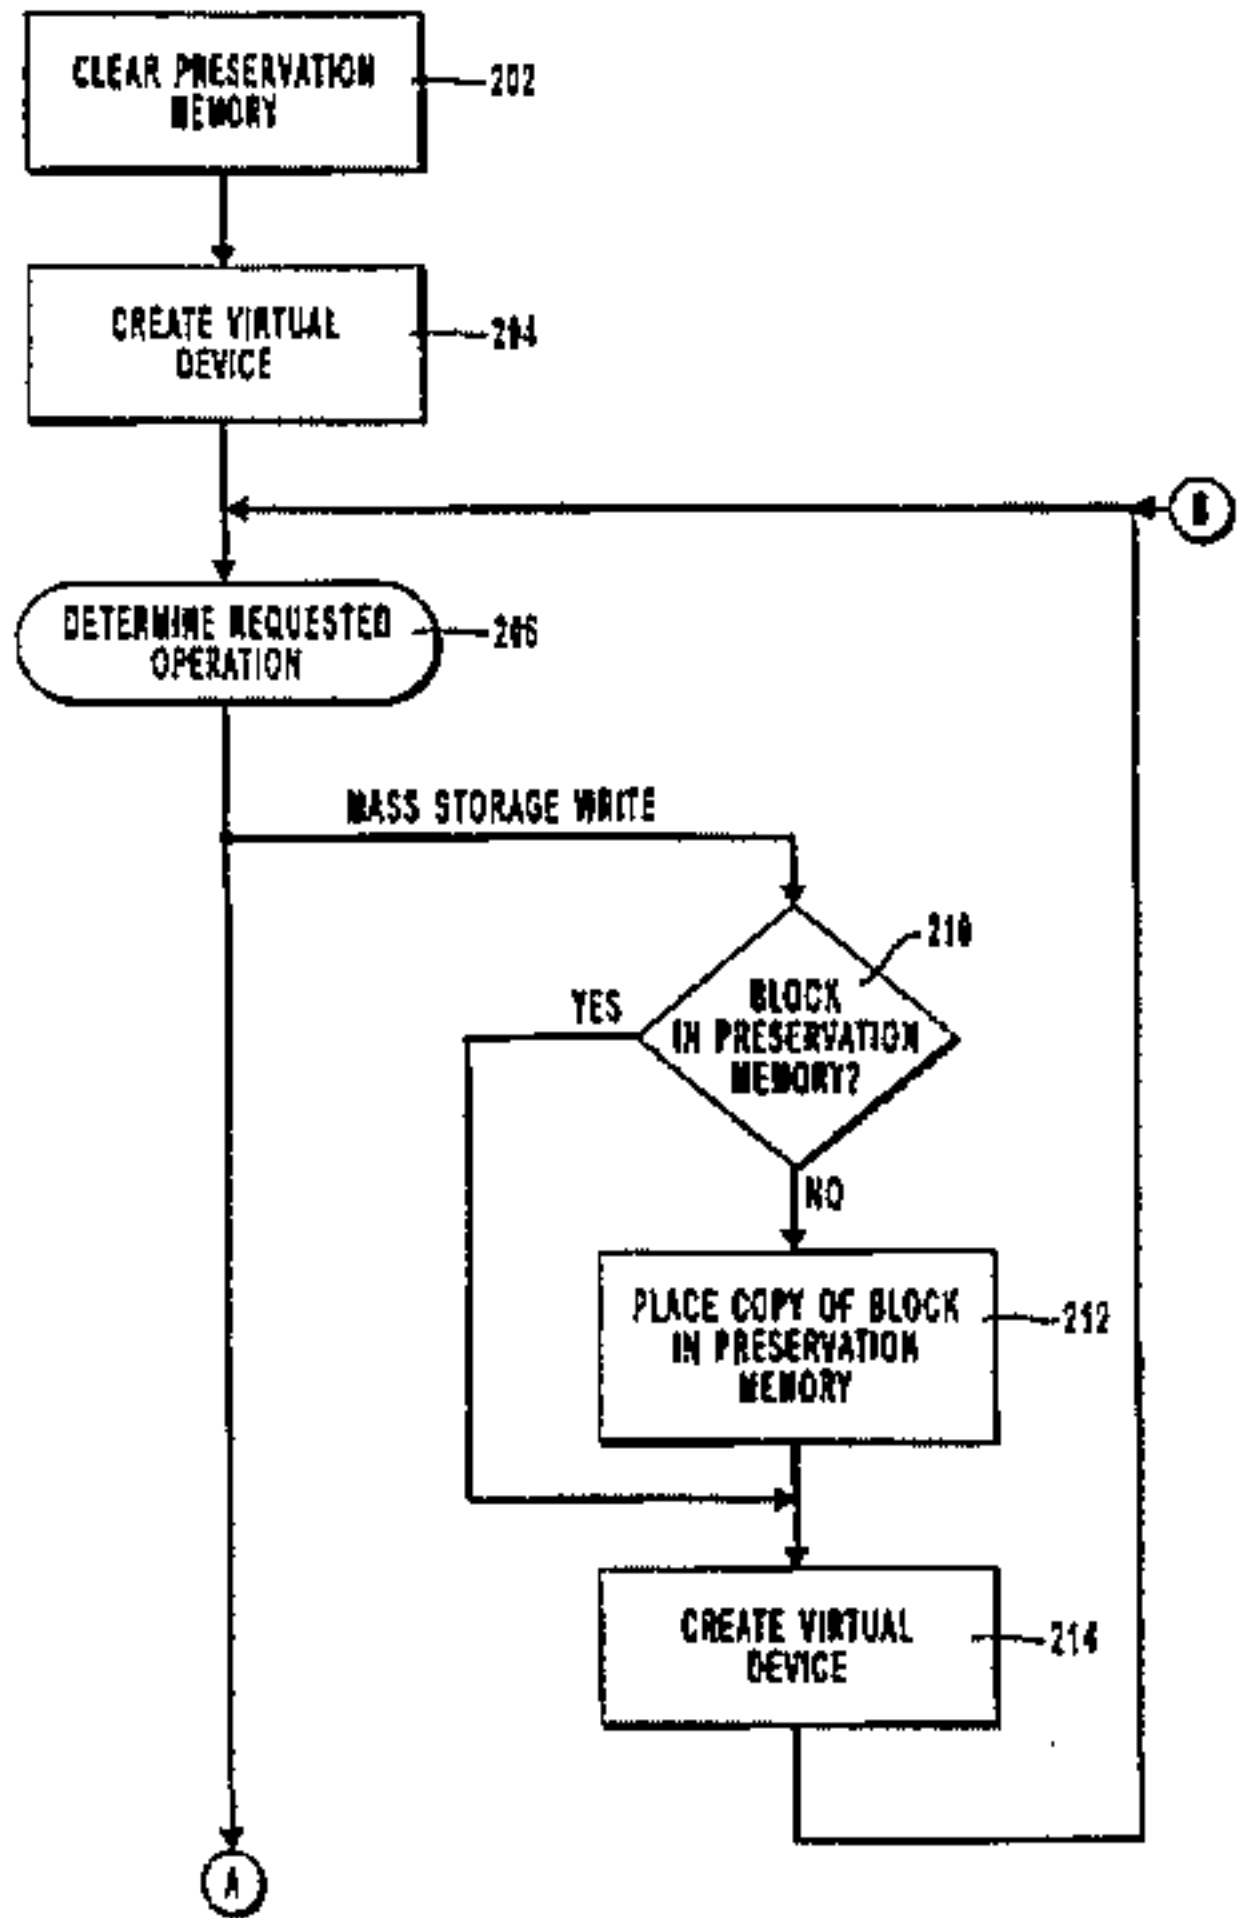 CLEAR PRESERVATION
MEMORY
202
CREATE VIRTUAL
DEVICE
204
B
DETERMINE REQUESTED
OPERATION
206
MASS STORAGE WRITE
210
YES
BLOCK
IN PRESERVATION
MEMORY?
NO
PLACE COPY OF BLOCK
IN PRESERVATION
MEMORY
212
CREATE VIRTUAL
DEVICE
214
A